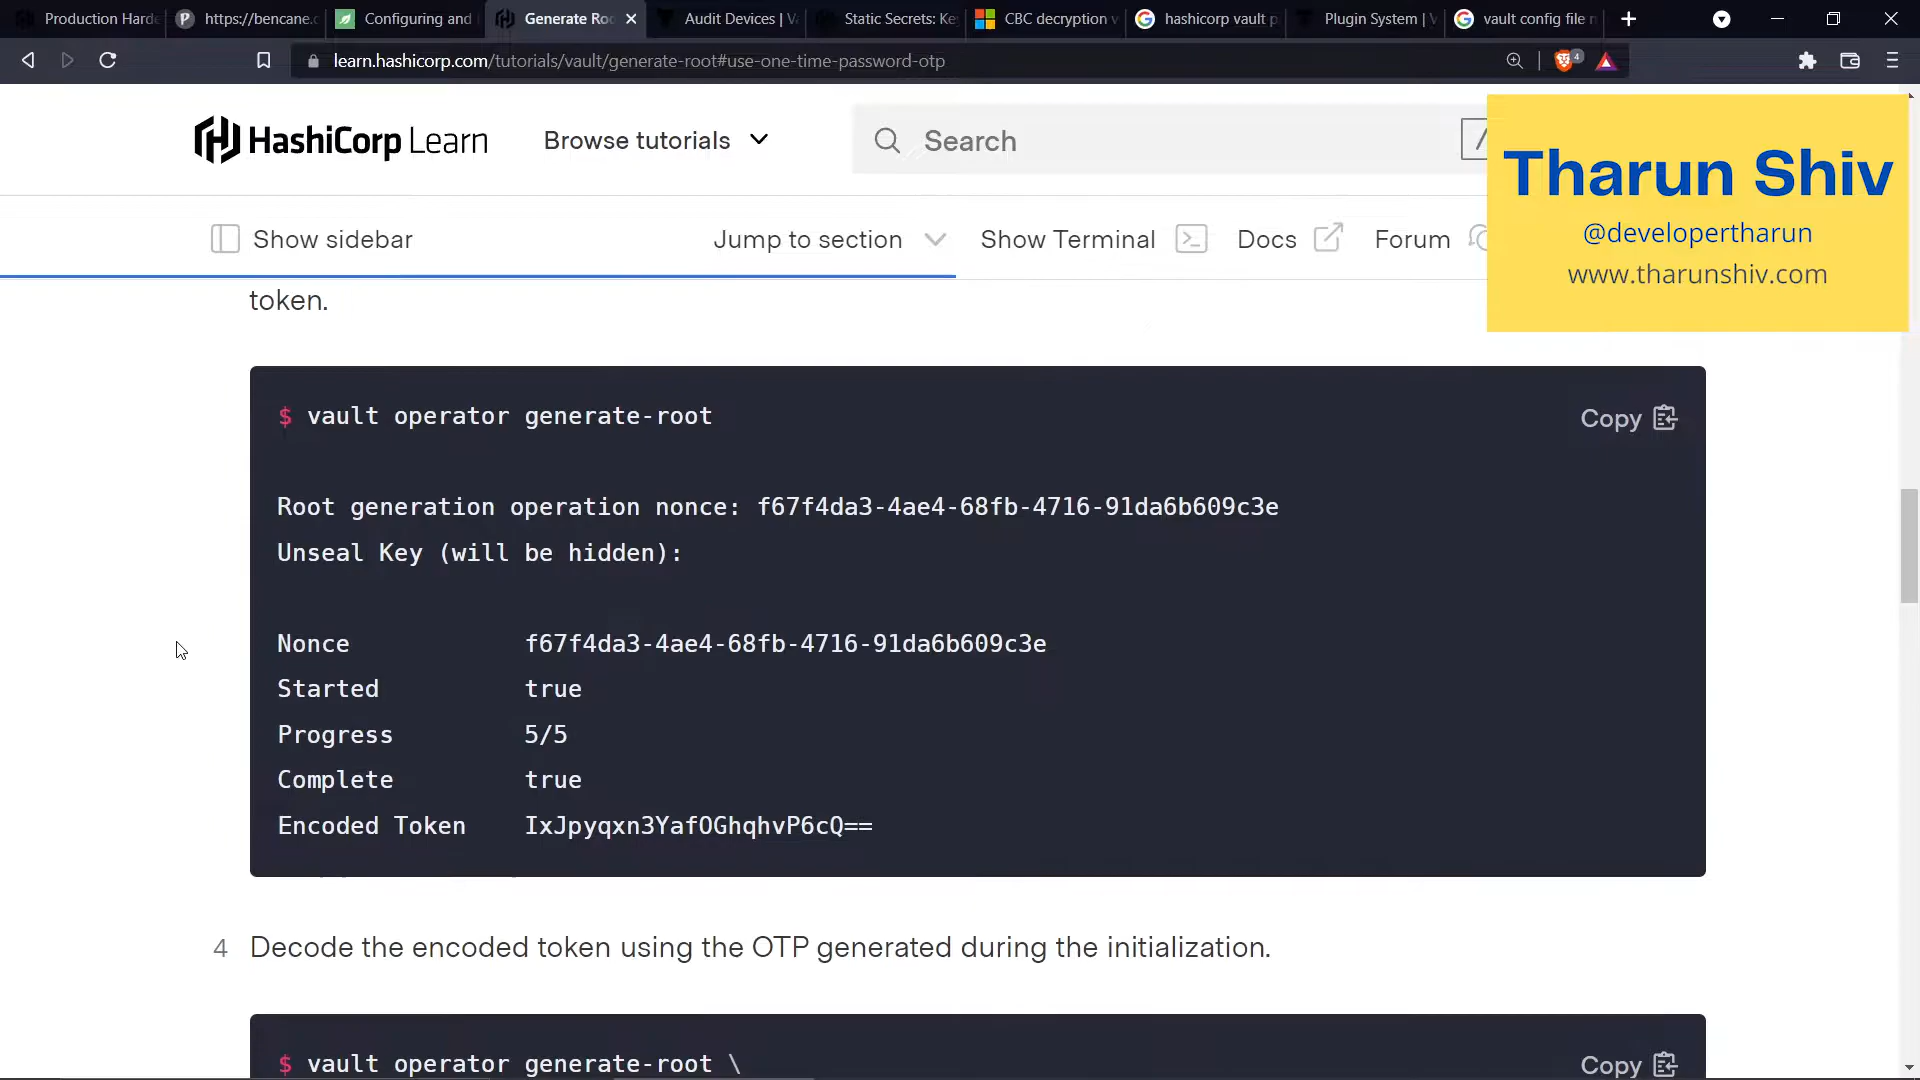 Production Harde
https://bencane.c
Configuring and
Generate Roo
Audit Devices | Va
Static Secrets: Ke
CBC decryption v
hashicorp vault p
Plugin System | V
vault config file n
learn.hashicorp.com/tutorials/vault/generate-root#use-one-time-password-otp
4
HashiCorp Learn
Browse tutorials
Search
/
Tharun Shiv
@developertharun
www.tharunshiv.com
Show sidebar
Jump to section
Show Terminal
Docs
Forum
token.
$ vault operator generate-root
Copy
Root generation operation nonce: f67f4da3-4ae4-68fb-4716-91da6b609c3e
Unseal Key (will be hidden):
Nonce f67f4da3-4ae4-68fb-4716-91da6b609c3e
Started true
Progress 5/5
Complete true
Encoded Token IxJpyqxn3YafOGhqhvP6cQ==
4 Decode the encoded token using the OTP generated during the initialization.
$ vault operator generate-root \
Copy